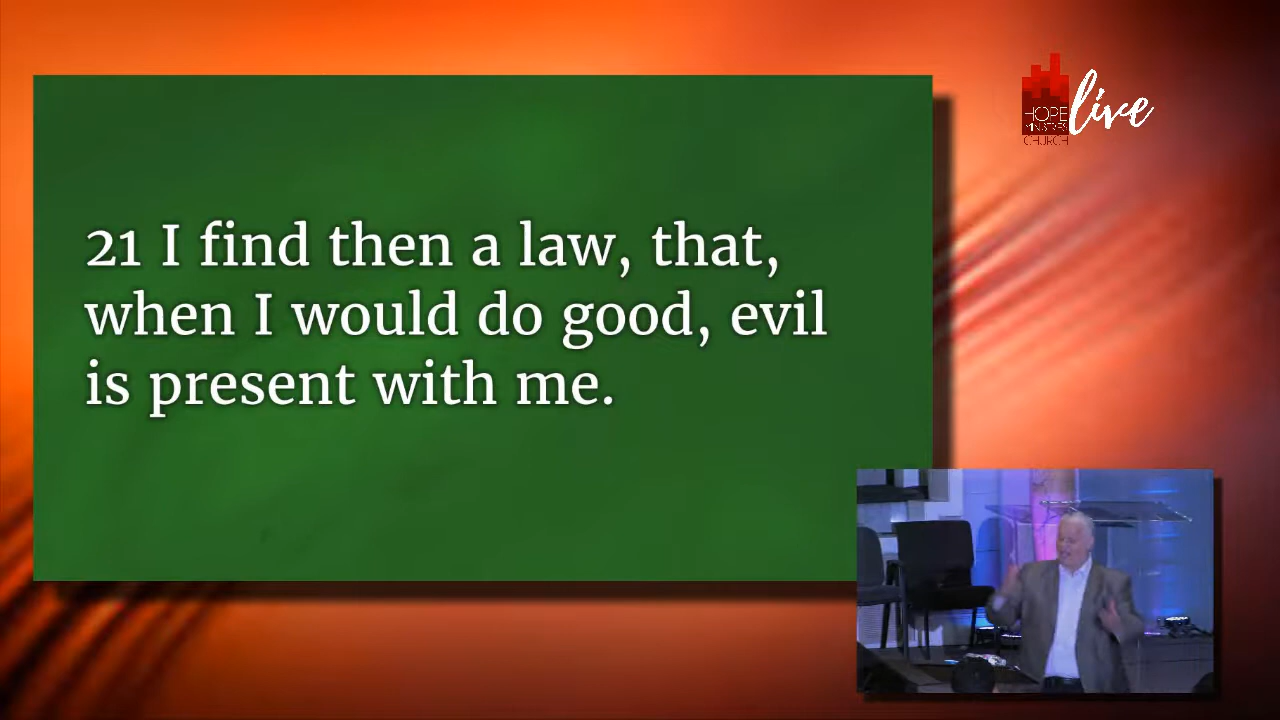 HOPE
MINISTRIES
CHURCH
live
21 I find then a law, that,
when I would do good, evil
is present with me.